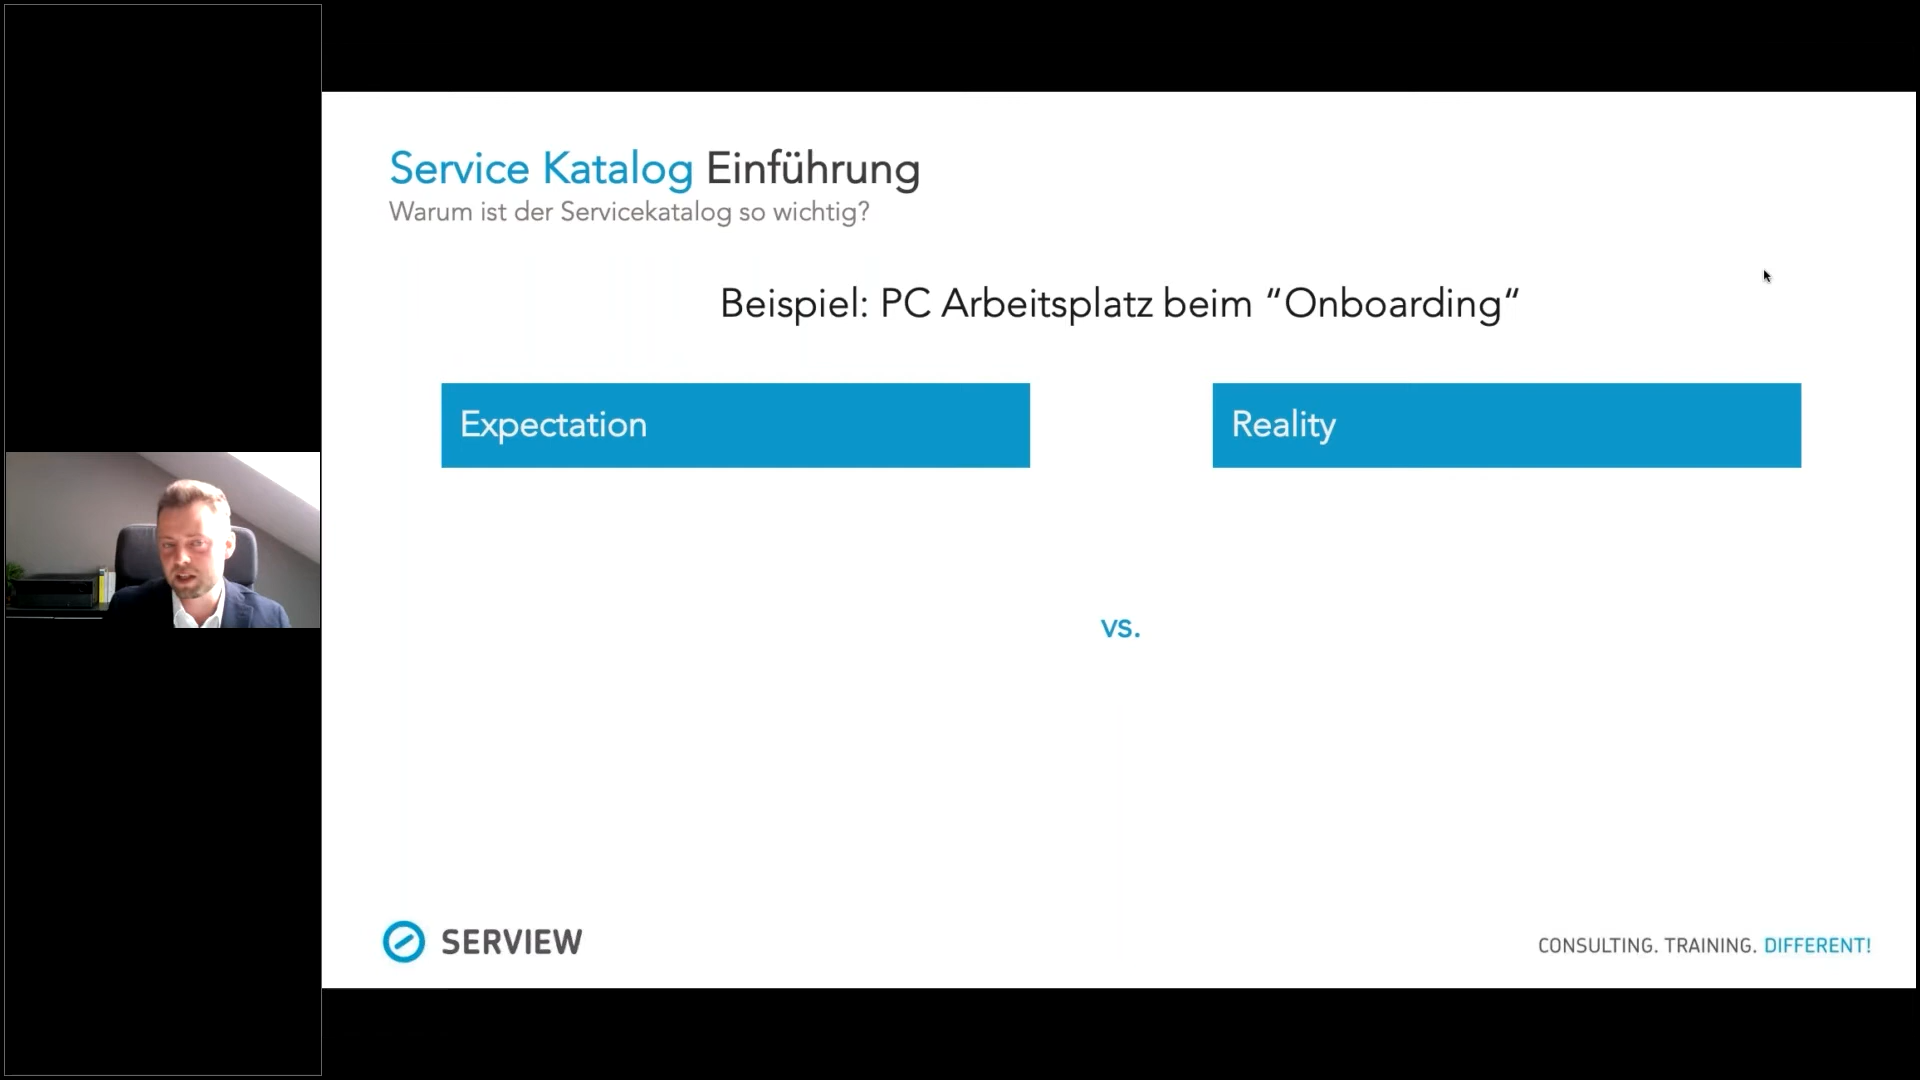 Service Katalog Einführung
Warum ist der Servicekatalog so wichtig?
Beispiel: PC Arbeitsplatz beim “Onboarding“
Expectation
Reality
vs.
SERVIEW
CONSULTING. TRAINING. DIFFERENT!